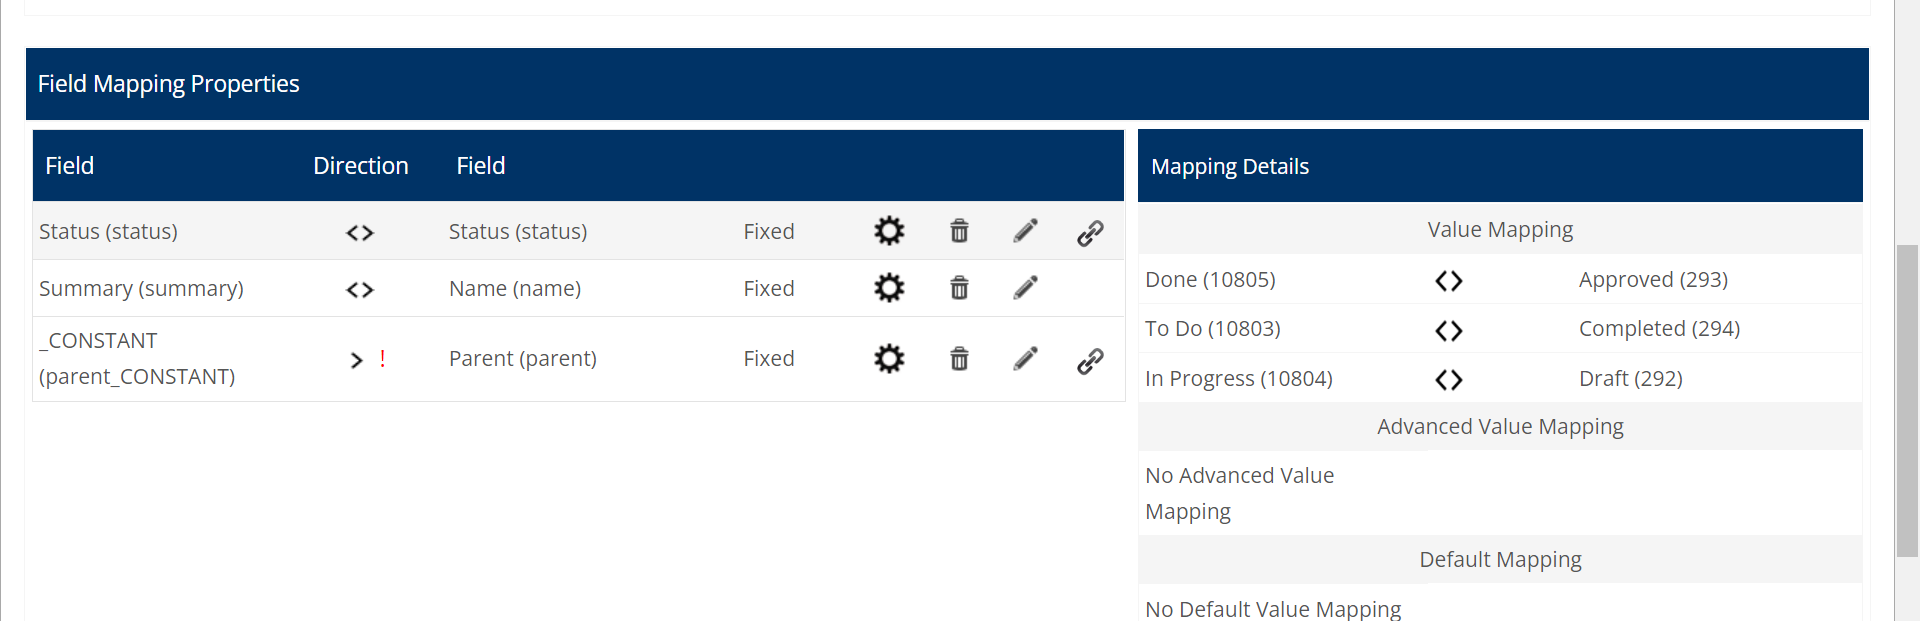 Field Mapping Properties
Field Direction Field
Status (status) <> Status (status) Fixed
Summary (summary) <> Name (name) Fixed
_CONSTANT
(parent_CONSTANT) > ! Parent (parent) Fixed
Mapping Details
Value Mapping
Done (10805) <> Approved (293)
To Do (10803) <> Completed (294)
In Progress (10804) <> Draft (292)
Advanced Value Mapping
No Advanced Value
Mapping
Default Mapping
No Default Value Mapping